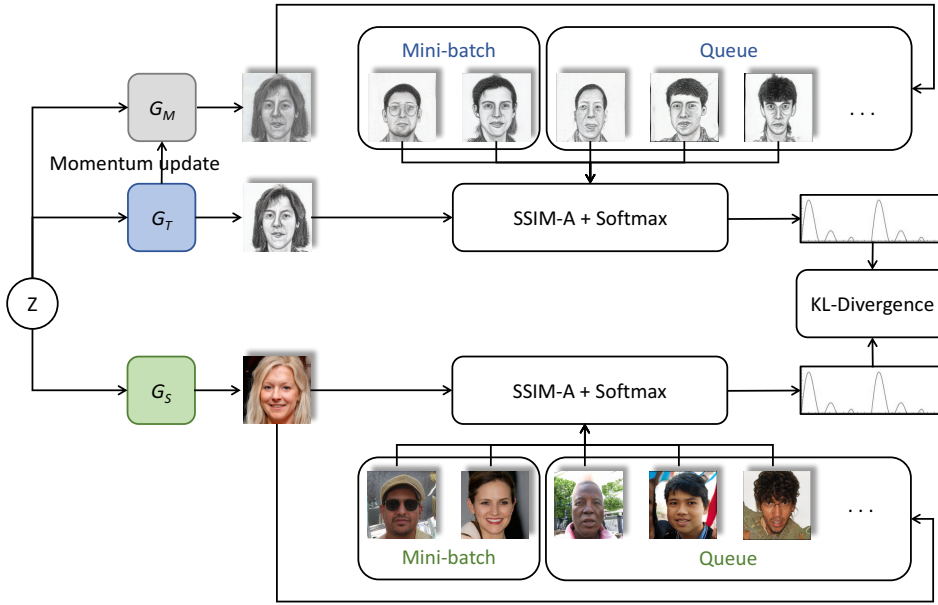 Mini-batch
Queue
G_M
. . .
Momentum update
G_T
SSIM-A + Softmax
Z
KL-Divergence
G_S
SSIM-A + Softmax
. . .
Mini-batch
Queue